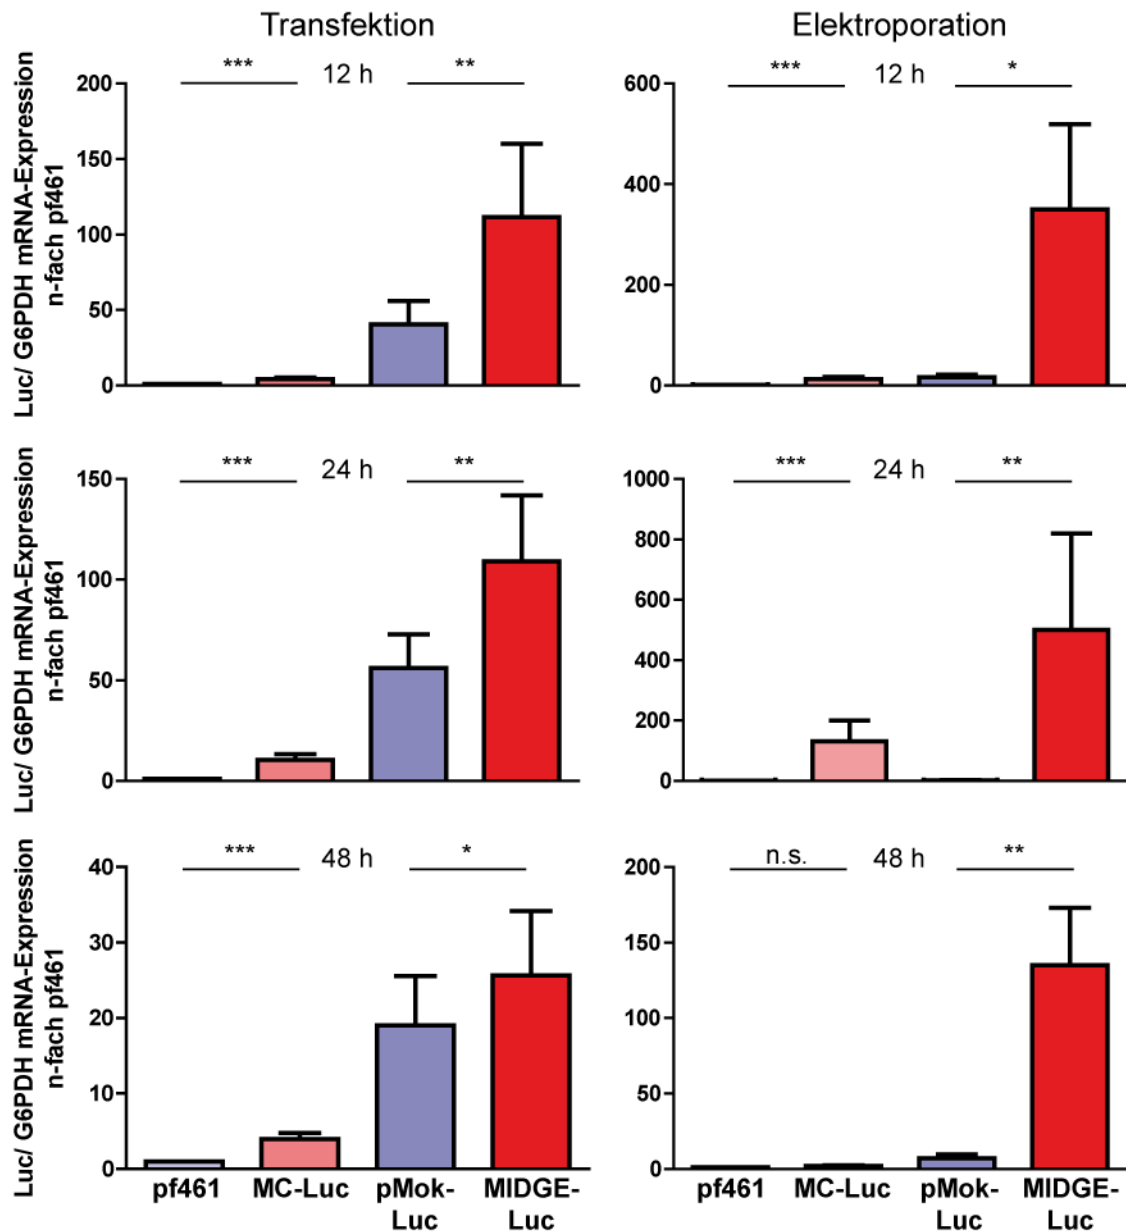 Transfektion
Elektroporation
Luc/ G6PDH mRNA-Expression
n-fach pf461
*** 12 h **
200
150
100
50
0
*** 12 h *
600
400
200
0
Luc/ G6PDH mRNA-Expression
n-fach pf461
*** 24 h **
150
100
50
0
*** 24 h **
1000
800
600
400
200
0
Luc/ G6PDH mRNA-Expression
n-fach pf461
*** 48 h *
40
30
20
10
0
pf461 MC-Luc pMok- MIDGE-
Luc Luc
n.s. 48 h **
200
150
100
50
0
pf461 MC-Luc pMok- MIDGE-
Luc Luc